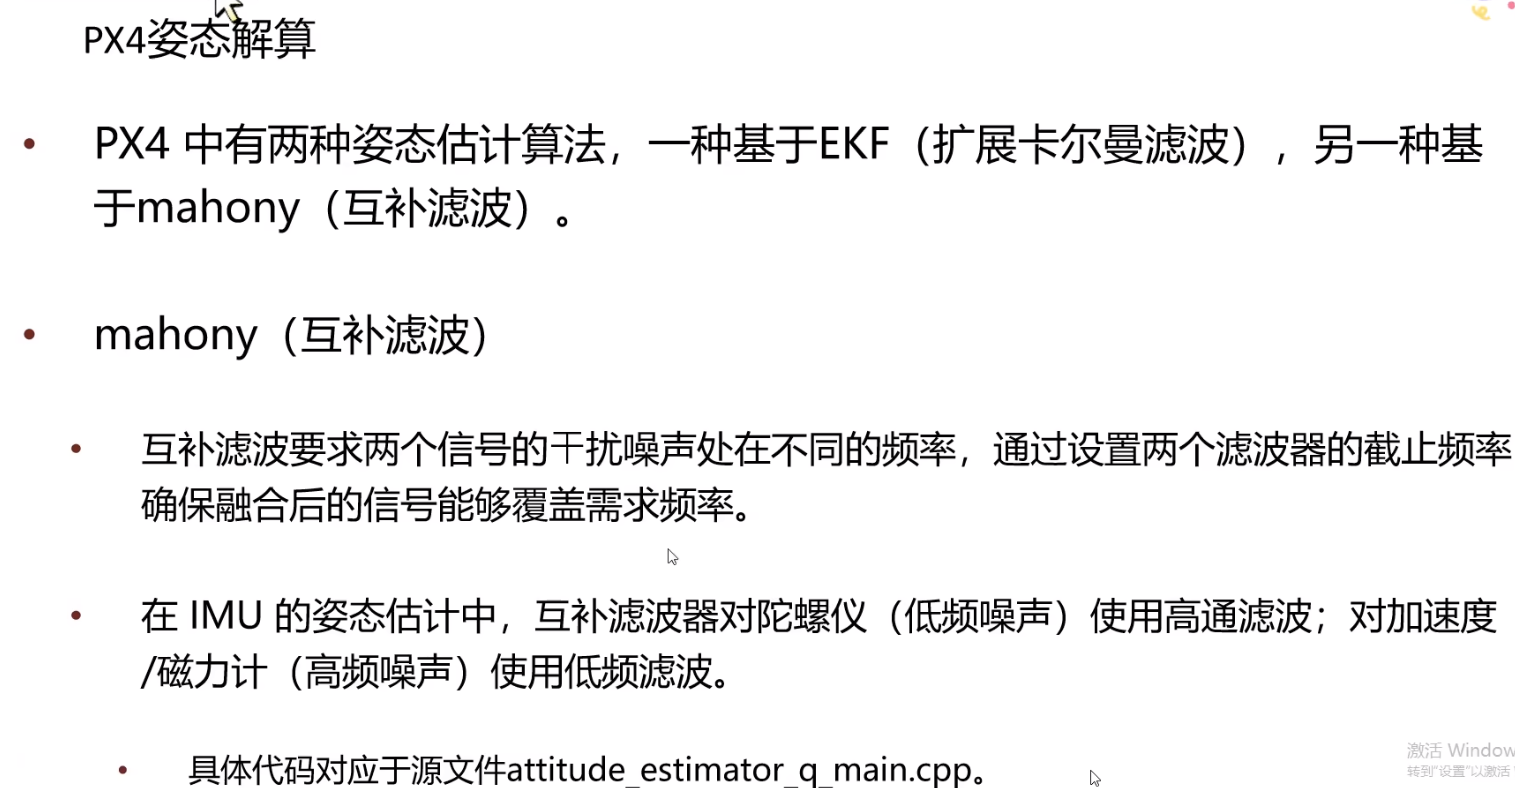 PX4姿态解算
• PX4 中有两种姿态估计算法，一种基于EKF（扩展卡尔曼滤波），另一种基
于mahony（互补滤波）。
• mahony（互补滤波）
• 互补滤波要求两个信号的干扰噪声处在不同的频率，通过设置两个滤波器的截止频率
确保融合后的信号能够覆盖需求频率。
• 在 IMU 的姿态估计中，互补滤波器对陀螺仪（低频噪声）使用高通滤波；对加速度
/磁力计（高频噪声）使用低频滤波。
• 具体代码对应于源文件attitude_estimator_q_main.cpp。
激活 Window
转到"设置"以激活